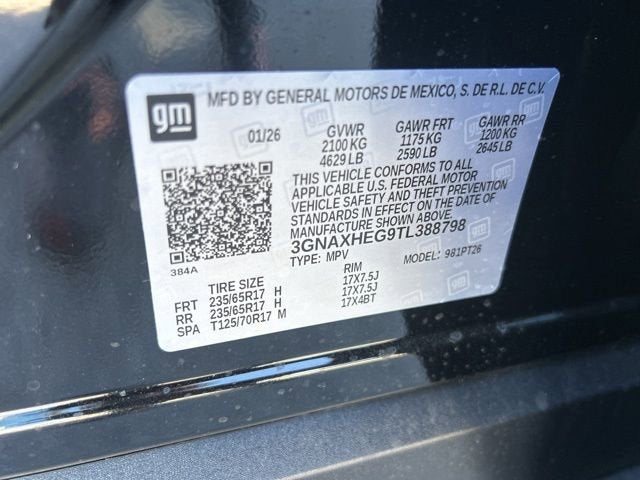 gm
MFD BY GENERAL MOTORS DE MEXICO, S. DE R.L. DE C.V.
01/26 GVWR GAWR FRT GAWR RR
2100 KG 1175 KG 1200 KG
4629 LB 2590 LB 2645 LB
THIS VEHICLE CONFORMS TO ALL
APPLICABLE U.S. FEDERAL MOTOR
VEHICLE SAFETY AND THEFT PREVENTION
STANDARDS IN EFFECT ON THE DATE OF
MANUFACTURE SHOWN ABOVE.
3GNAXHEG9TL388798
TYPE: MPV MODEL: 981PT26
384A
TIRE SIZE RIM
FRT 235/65R17 H 17X7.5J
RR 235/65R17 H 17X7.5J
SPA T125/70R17 M 17X4BT